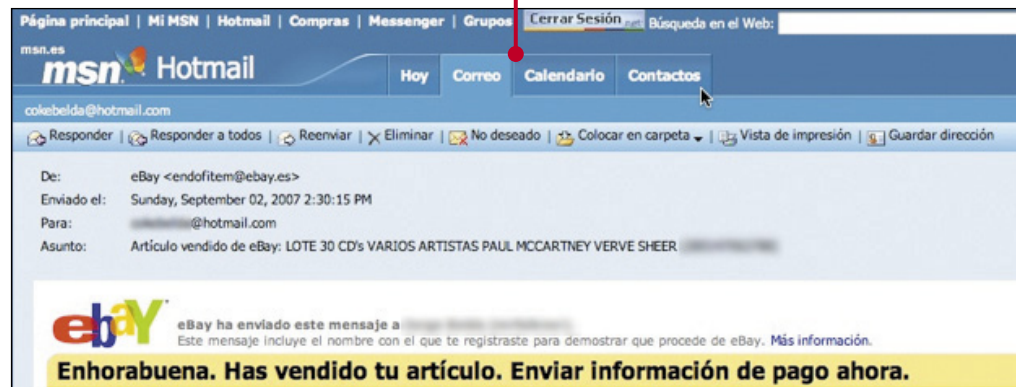 Página principal | Mi MSN | Hotmail | Compras | Messenger | Grupos Cerrar Sesión .net Búsqueda en el Web:
msn.es
msn Hotmail Hoy Correo Calendario Contactos
cokebelda@hotmail.com
Responder | Responder a todos | Reenviar | Eliminar | No deseado | Colocar en carpeta | Vista de impresión | Guardar dirección
De: eBay <endofitem@ebay.es>
Enviado el: Sunday, September 02, 2007 2:30:15 PM
Para: @hotmail.com
Asunto: Artículo vendido de eBay: LOTE 30 CD's VARIOS ARTISTAS PAUL MCCARTNEY VERVE SHEER
ebaY eBay ha enviado este mensaje a
Este mensaje incluye el nombre con el que te registraste para demostrar que procede de eBay. Más información.
Enhorabuena. Has vendido tu artículo. Enviar información de pago ahora.